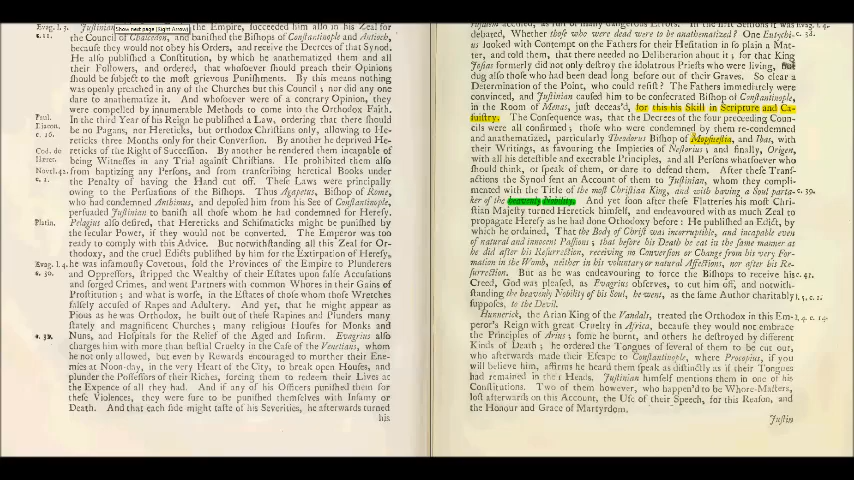 Evag. l. 5. Justinian Show next page (Right Arrow) the Empire, succeeded him also in his Zeal for
c. 11. the Council of Chalcedon, and banished the Bishops of Constantinople and Antioch,
because they would not obey his Orders, and receive the Decrees of that Synod.
He also published a Constitution, by which he anathematized them and all
their Followers, and ordered, that whosoever should preach their Opinions
should be subject to the most grievous Punishments. By this means nothing
was openly preached in any of the Churches but this Council; nor did any one
dare to anathematize it. And whosoever were of a contrary Opinion, they
were compelled by innumerable Methods to come into the Orthodox Faith.
Paul. In the third Year of his Reign he published a Law, ordering that there should
Diacon. be no Pagans, nor Hereticks, but orthodox Christians only, allowing to He-
c. 16. reticks three Months only for their Conversion. By another he deprived He-
Cod. de reticks of the Right of Succession. By another he rendered them incapable of
Hæret. being Witnesses in any Trial against Christians. He prohibited them also
Novel. 42. from baptizing any Persons, and from transcribing heretical Books under
c. 1. the Penalty of having the Hand cut off. These Laws were principally
owing to the Persuasions of the Bishops. Thus Agapetus, Bishop of Rome,
who had condemned Anthimus, and deposed him from his See of Constantinople,
persuaded Justinian to banish all those whom he had condemned for Heresy.
Platin. Pelagius also desired, that Hereticks and Schismaticks might be punished by
the secular Power, if they would not be converted. The Emperor was too
ready to comply with this Advice. But notwithstanding all this Zeal for Or-
thodoxy, and the cruel Edicts published by him for the Extirpation of Heresy,
Evag. l. 4. he was infamously Covetous, sold the Provinces of the Empire to Plunderers
c. 30. and Oppressors, stripped the Wealthy of their Estates upon false Accusations
and forged Crimes, and went Partners with common Whores in their Gains of
Prostitution; and what is worse, in the Estates of those whom those Wretches
falsely accused of Rapes and Adultery. And yet, that he might appear as
Pious as he was Orthodox, he built out of these Rapines and Plunders many
stately and magnificent Churches; many religious Houses for Monks and
c. 32. Nuns, and Hospitals for the Relief of the Aged and Infirm. Evagrius also
charges him with more than bestial Cruelty in the Case of the Venetians, whom
he not only allowed, but even by Rewards encouraged to murther their Ene-
mies at Noon-day, in the very Heart of the City, to break open Houses, and
plunder the Possessors of their Riches, forcing them to redeem their Lives at
the Expence of all they had. And if any of his Officers punished them for
these Violences, they were sure to be punished themselves with Infamy or
Death. And that each side might taste of his Severities, he afterwards turned
his
debated, Whether those who were dead were to be anathematized? One Eutychi- c. 38.
us looked with Contempt on the Fathers for their Hesitation in so plain a Mat-
ter, and told them, that there needed no Deliberation about it; for that King
Josias formerly did not only destroy the idolatrous Priests who were living, but
dug also those who had been dead long before out of their Graves. So clear a
Determination of the Point, who could resist? The Fathers immediately were
convinced, and Justinian caused him to be consecrated Bishop of Constantinople,
in the Room of Menas, just deceas'd, for this his Skill in Scripture and Ca-
suistry. The Consequence was, that the Decrees of the four preceeding Coun-
cils were all confirmed; those who were condemned by them re-condemned
and anathematized, particularly Theodorus Bishop of Mopsuestia, and Ibas, with
their Writings, as favouring the Impieties of Nestorius; and finally, Origen,
with all his detestible and execrable Principles, and all Persons whatsoever who
should think, or speak of them, or dare to defend them. After these Trans-
actions the Synod sent an Account of them to Justinian, whom they compli-
mented with the Title of the most Christian King, and with having a Soul parta- c. 39.
ker of the heavenly Nobility. And yet soon after these Flatteries his most Chri-
stian Majesty turned Heretick himself, and endeavoured with as much Zeal to
propagate Heresy as he had done Orthodoxy before: He published an Edict, by
which he ordained, That the Body of Christ was incorruptible, and incapable even
of natural and innocent Passions; that before his Death he eat in the same manner as
he did after his Resurrection, receiving no Conversion or Change from his very For-
mation in the Womb, neither in his voluntary or natural Affections, nor after his Re-
surrection. But as he was endeavouring to force the Bishops to receive his c. 41.
Creed, God was pleased, as Evagrius observes, to cut him off; and notwith-
standing the heavenly Nobility of his Soul, he went, as the same Author charitably l. 5. c. 1.
supposes, to the Devil.
Hunnerick, the Arian King of the Vandals, treated the Orthodox in this Em- l. 4. c. 14.
peror's Reign with great Cruelty in Africa, because they would not embrace
the Principles of Arius; some he burnt, and others he destroyed by different
Kinds of Death; he ordered the Tongues of several of them to be cut out,
who afterwards made their Escape to Constantinople, where Procopius, if you
will believe him, affirms he heard them speak as distinctly as if their Tongues
had remained in their Heads. Justinian himself mentions them in one of his
Constitutions. Two of them however, who happen'd to be Whore-Masters,
lost afterwards on this Account, the Use of their Speech, for this Reason, and
the Honour and Grace of Martyrdom.
Justin